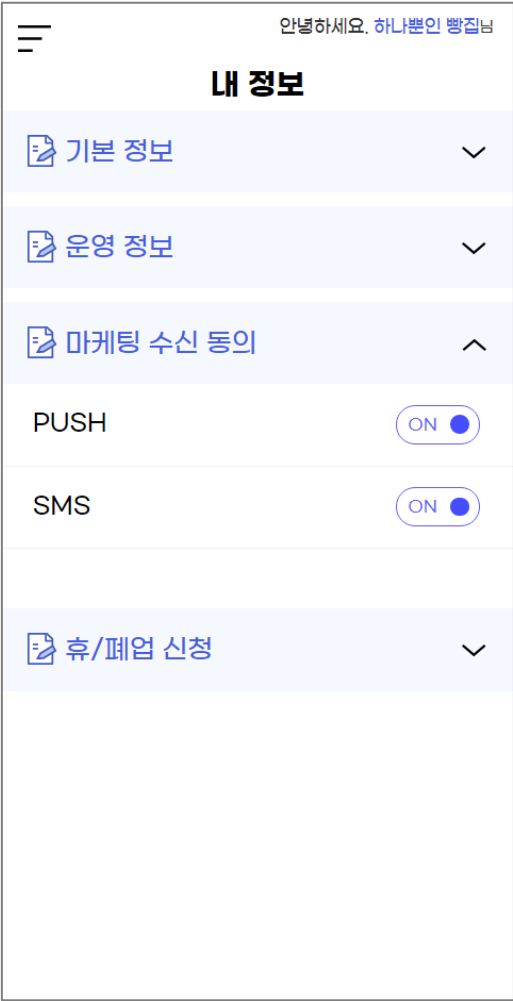 안녕하세요. 하나뿐인 빵집님
내 정보
기본 정보
운영 정보
마케팅 수신 동의
PUSH
ON
SMS
ON
휴/폐업 신청